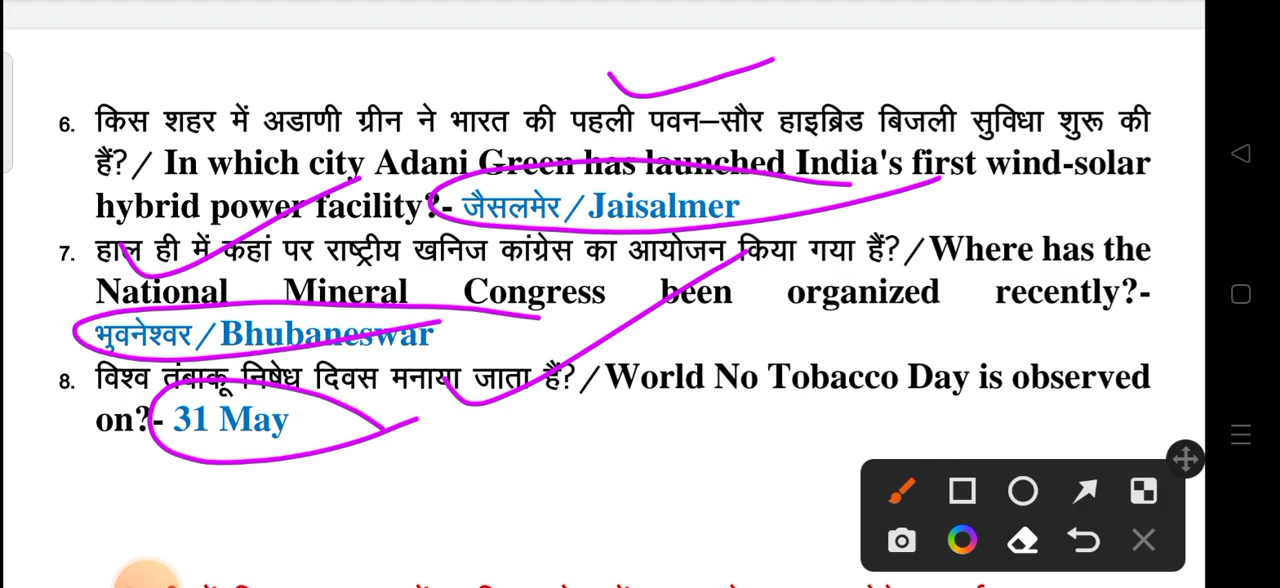 6. किस शहर में अडाणी ग्रीन ने भारत की पहली पवन–सौर हाइब्रिड बिजली सुविधा शुरू की
हैं?/ In which city Adani Green has launched India's first wind-solar
hybrid power facility?- जैसलमेर/Jaisalmer
7. हाल ही में कहां पर राष्ट्रीय खनिज कांग्रेस का आयोजन किया गया हैं?/Where has the
National Mineral Congress been organized recently?-
भुवनेश्वर/Bhubaneswar
8. विश्व तंबाकू निषेध दिवस मनाया जाता हैं?/World No Tobacco Day is observed
on?- 31 May